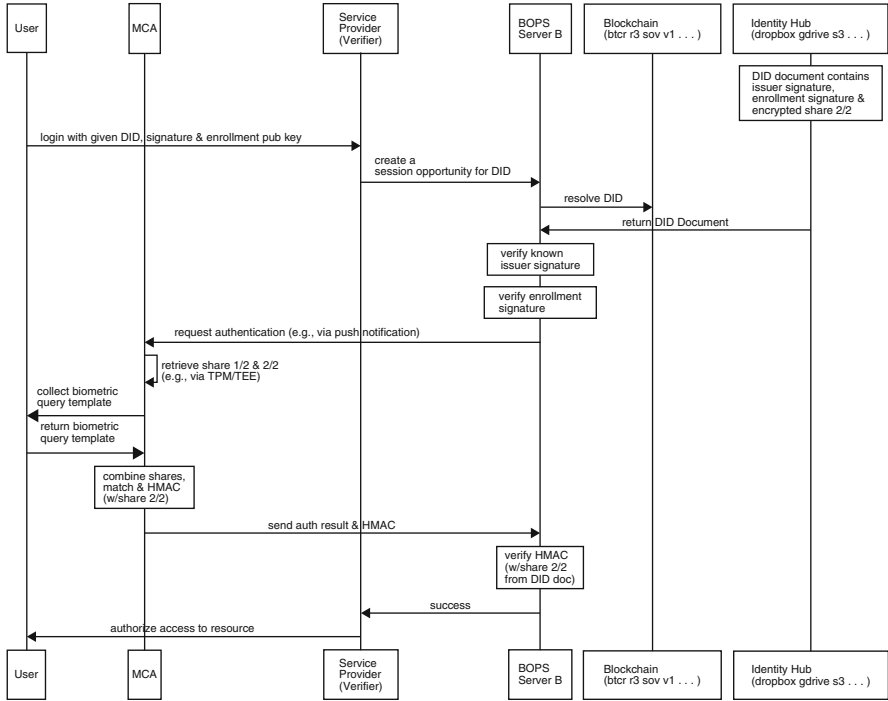 User
MCA
Service
Provider
(Verifier)
BOPS
Server B
Blockchain
(btcr r3 sov v1 . . . )
Identity Hub
(dropbox gdrive s3 . . . )
DID document contains
issuer signature,
enrollment signature &
encrypted share 2/2
login with given DID, signature & enrollment pub key
create a
session opportunity for DID
resolve DID
return DID Document
verify known
issuer signature
verify enrollment
signature
request authentication (e.g., via push notification)
retrieve share 1/2 & 2/2
(e.g., via TPM/TEE)
collect biometric
query template
return biometric
query template
combine shares,
match & HMAC
(w/share 2/2)
send auth result & HMAC
verify HMAC
(w/share 2/2
from DID doc)
success
authorize access to resource
User
MCA
Service
Provider
(Verifier)
BOPS
Server B
Blockchain
(btcr r3 sov v1 . . . )
Identity Hub
(dropbox gdrive s3 . . . )